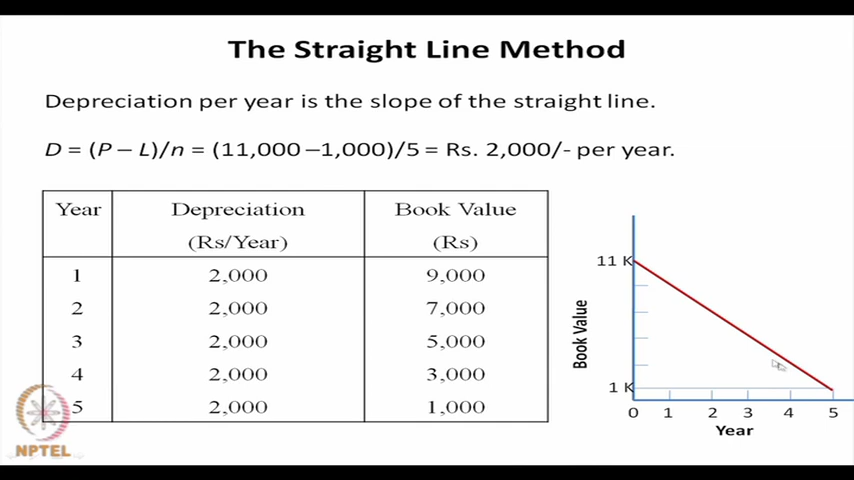 The Straight Line Method
Depreciation per year is the slope of the straight line.
D = (P – L)/n = (11,000 –1,000)/5 = Rs. 2,000/- per year.
Year Depreciation Book Value
(Rs/Year) (Rs)
1 2,000 9,000
2 2,000 7,000
3 2,000 5,000
4 2,000 3,000
5 2,000 1,000
NPTEL
11 K
Book Value
1 K
0 1 2 3 4 5
Year